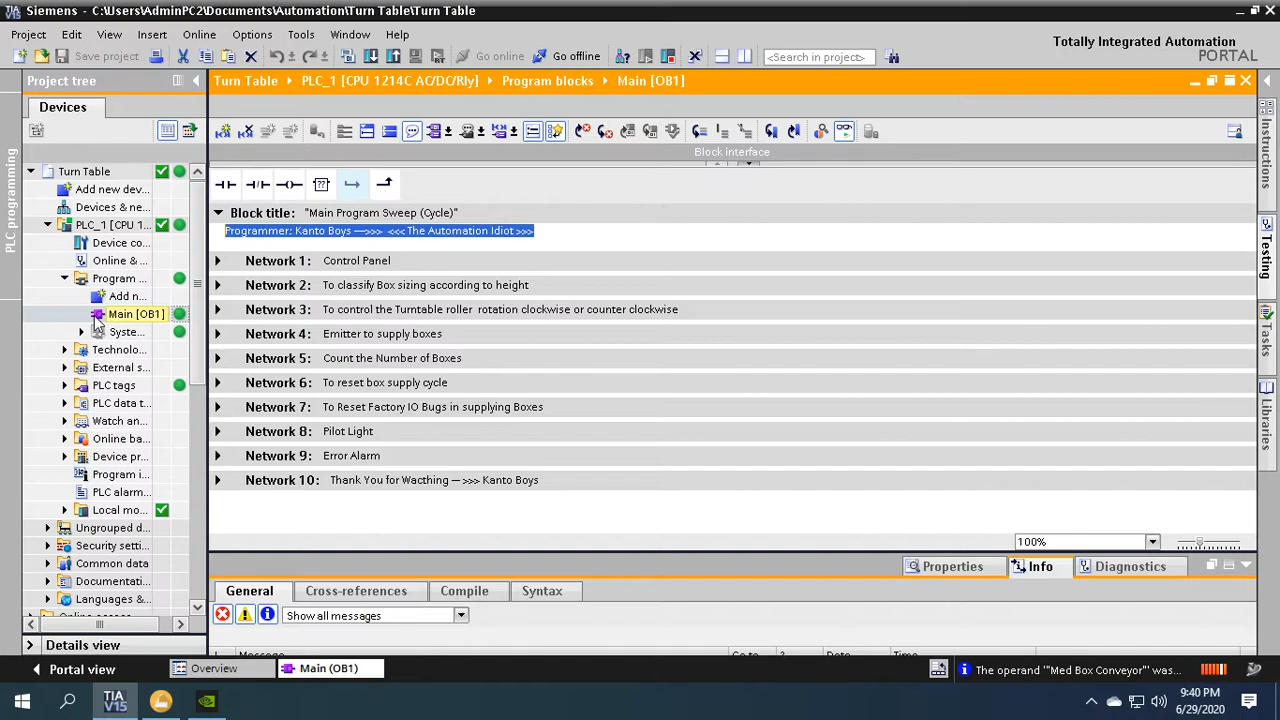 Siemens - C:\Users\AdminPC2\Documents\Automation\Turn Table\Turn Table
Project Edit View Insert Online Options Tools Window Help
Totally Integrated Automation
PORTAL
Save project
Go online
Go offline
<Search in project>
Project tree
Turn Table PLC_1 [CPU 1214C AC/DC/Rly] Program blocks Main [OB1]
Devices
PLC programming
Block interface
Turn Table
Add new dev...
Devices & ne...
PLC_1 [CPU 1...
Device co...
Online & ...
Program ...
Add n...
Main [OB1]
Syste...
Technolo...
External s...
PLC tags
PLC data t...
Watch an...
Online ba...
Device pr...
Program i...
PLC alarm...
Local mo...
Ungrouped d...
Security setti...
Common data
Documentati...
Languages & ...
Details view
Block title: "Main Program Sweep (Cycle)"
Programmer: Kanto Boys —>>> <<< The Automation Idiot >>>
Network 1: Control Panel
Network 2: To classify Box sizing according to height
Network 3: To control the Turntable roller rotation clockwise or counter clockwise
Network 4: Emitter to supply boxes
Network 5: Count the Number of Boxes
Network 6: To reset box supply cycle
Network 7: To Reset Factory IO Bugs in supplying Boxes
Network 8: Pilot Light
Network 9: Error Alarm
Network 10: Thank You for Wacthing — >>> Kanto Boys
100%
Properties Info Diagnostics
General Cross-references Compile Syntax
Show all messages
Message Go to ? Date Time
Instructions
Testing
Tasks
Libraries
Portal view
Overview
Main (OB1)
The operand '"Med Box Conveyor"' was...
TIA
V15
9:40 PM
6/29/2020